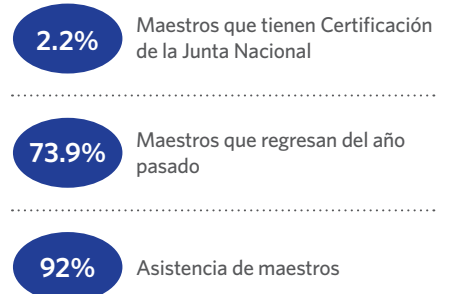 2.2%
Maestros que tienen Certificación
de la Junta Nacional
73.9%
Maestros que regresan del año
pasado
92%
Asistencia de maestros